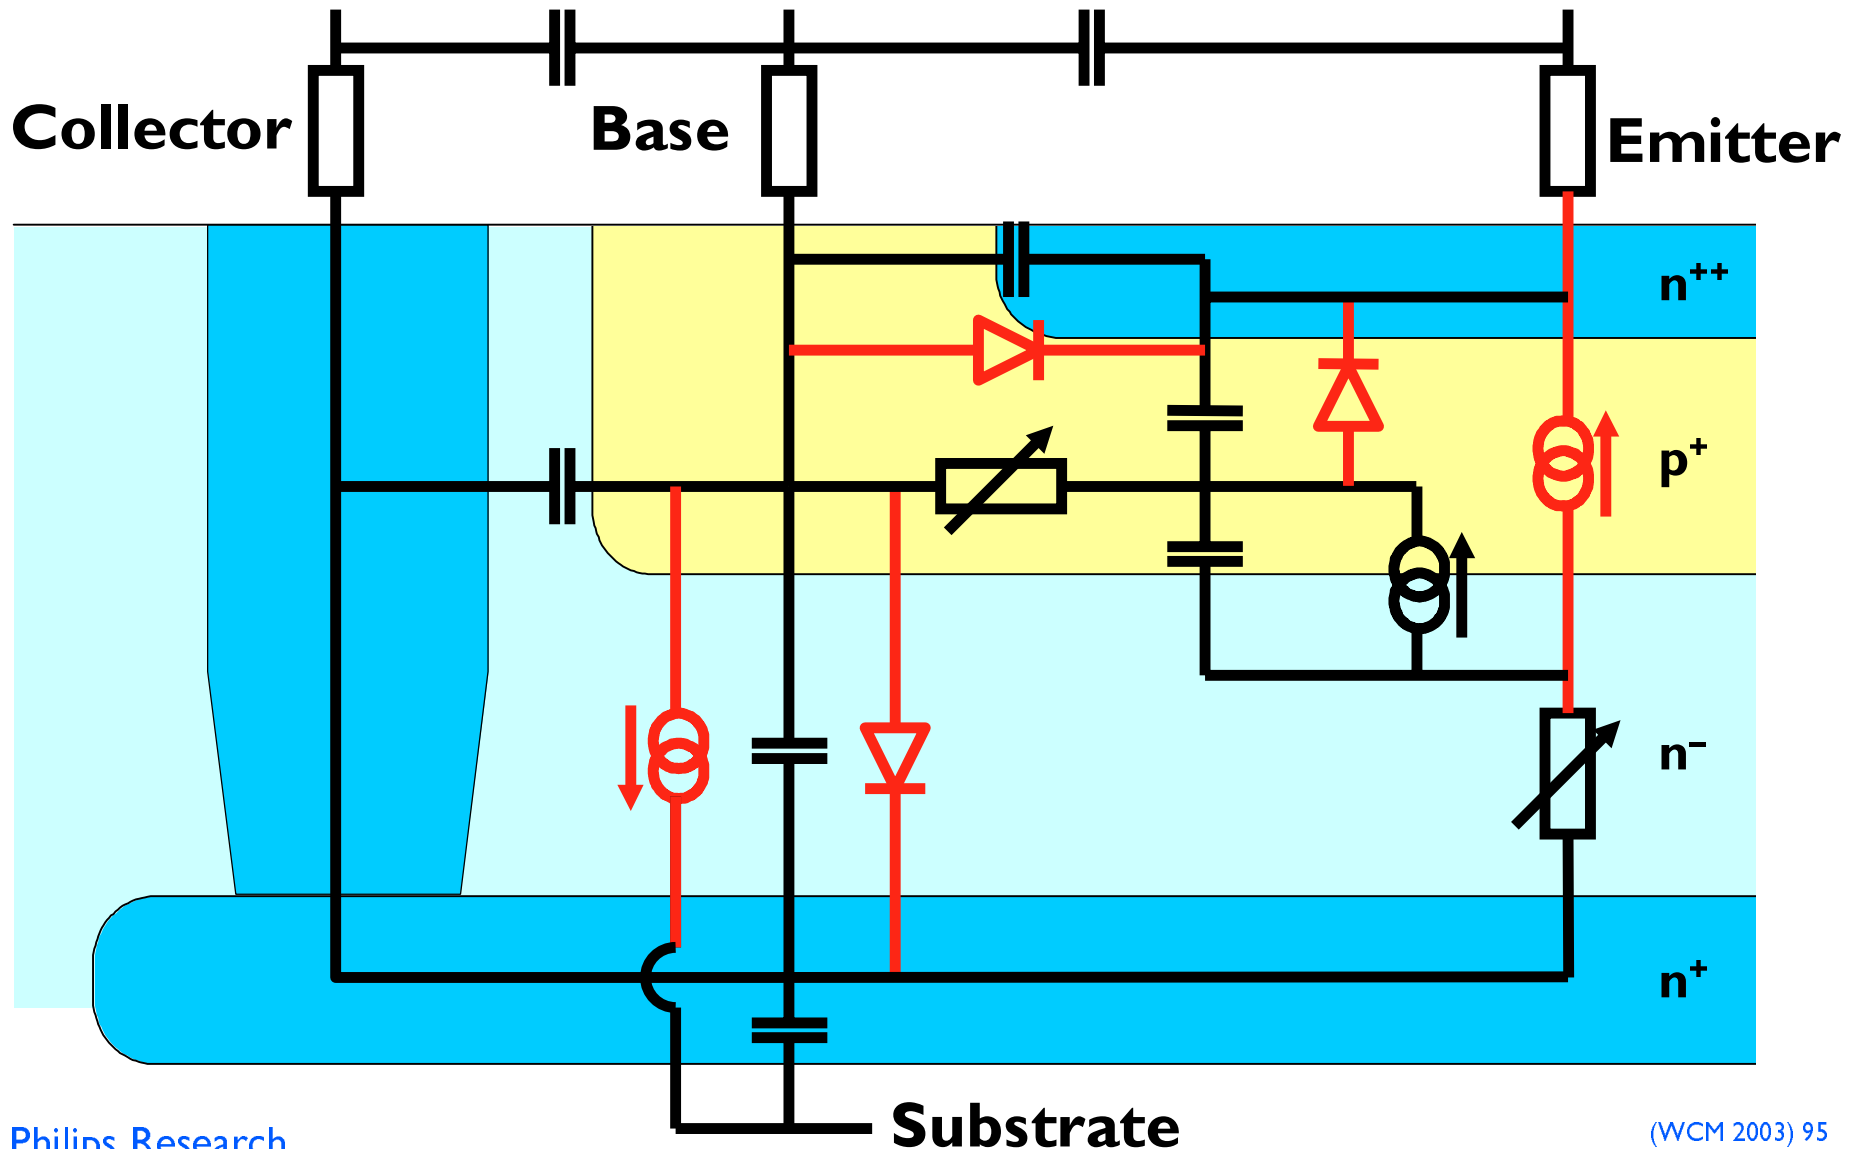 Collector
Base
Emitter
n++
p+
n–
n+
Substrate
Philips Research
(WCM 2003) 95